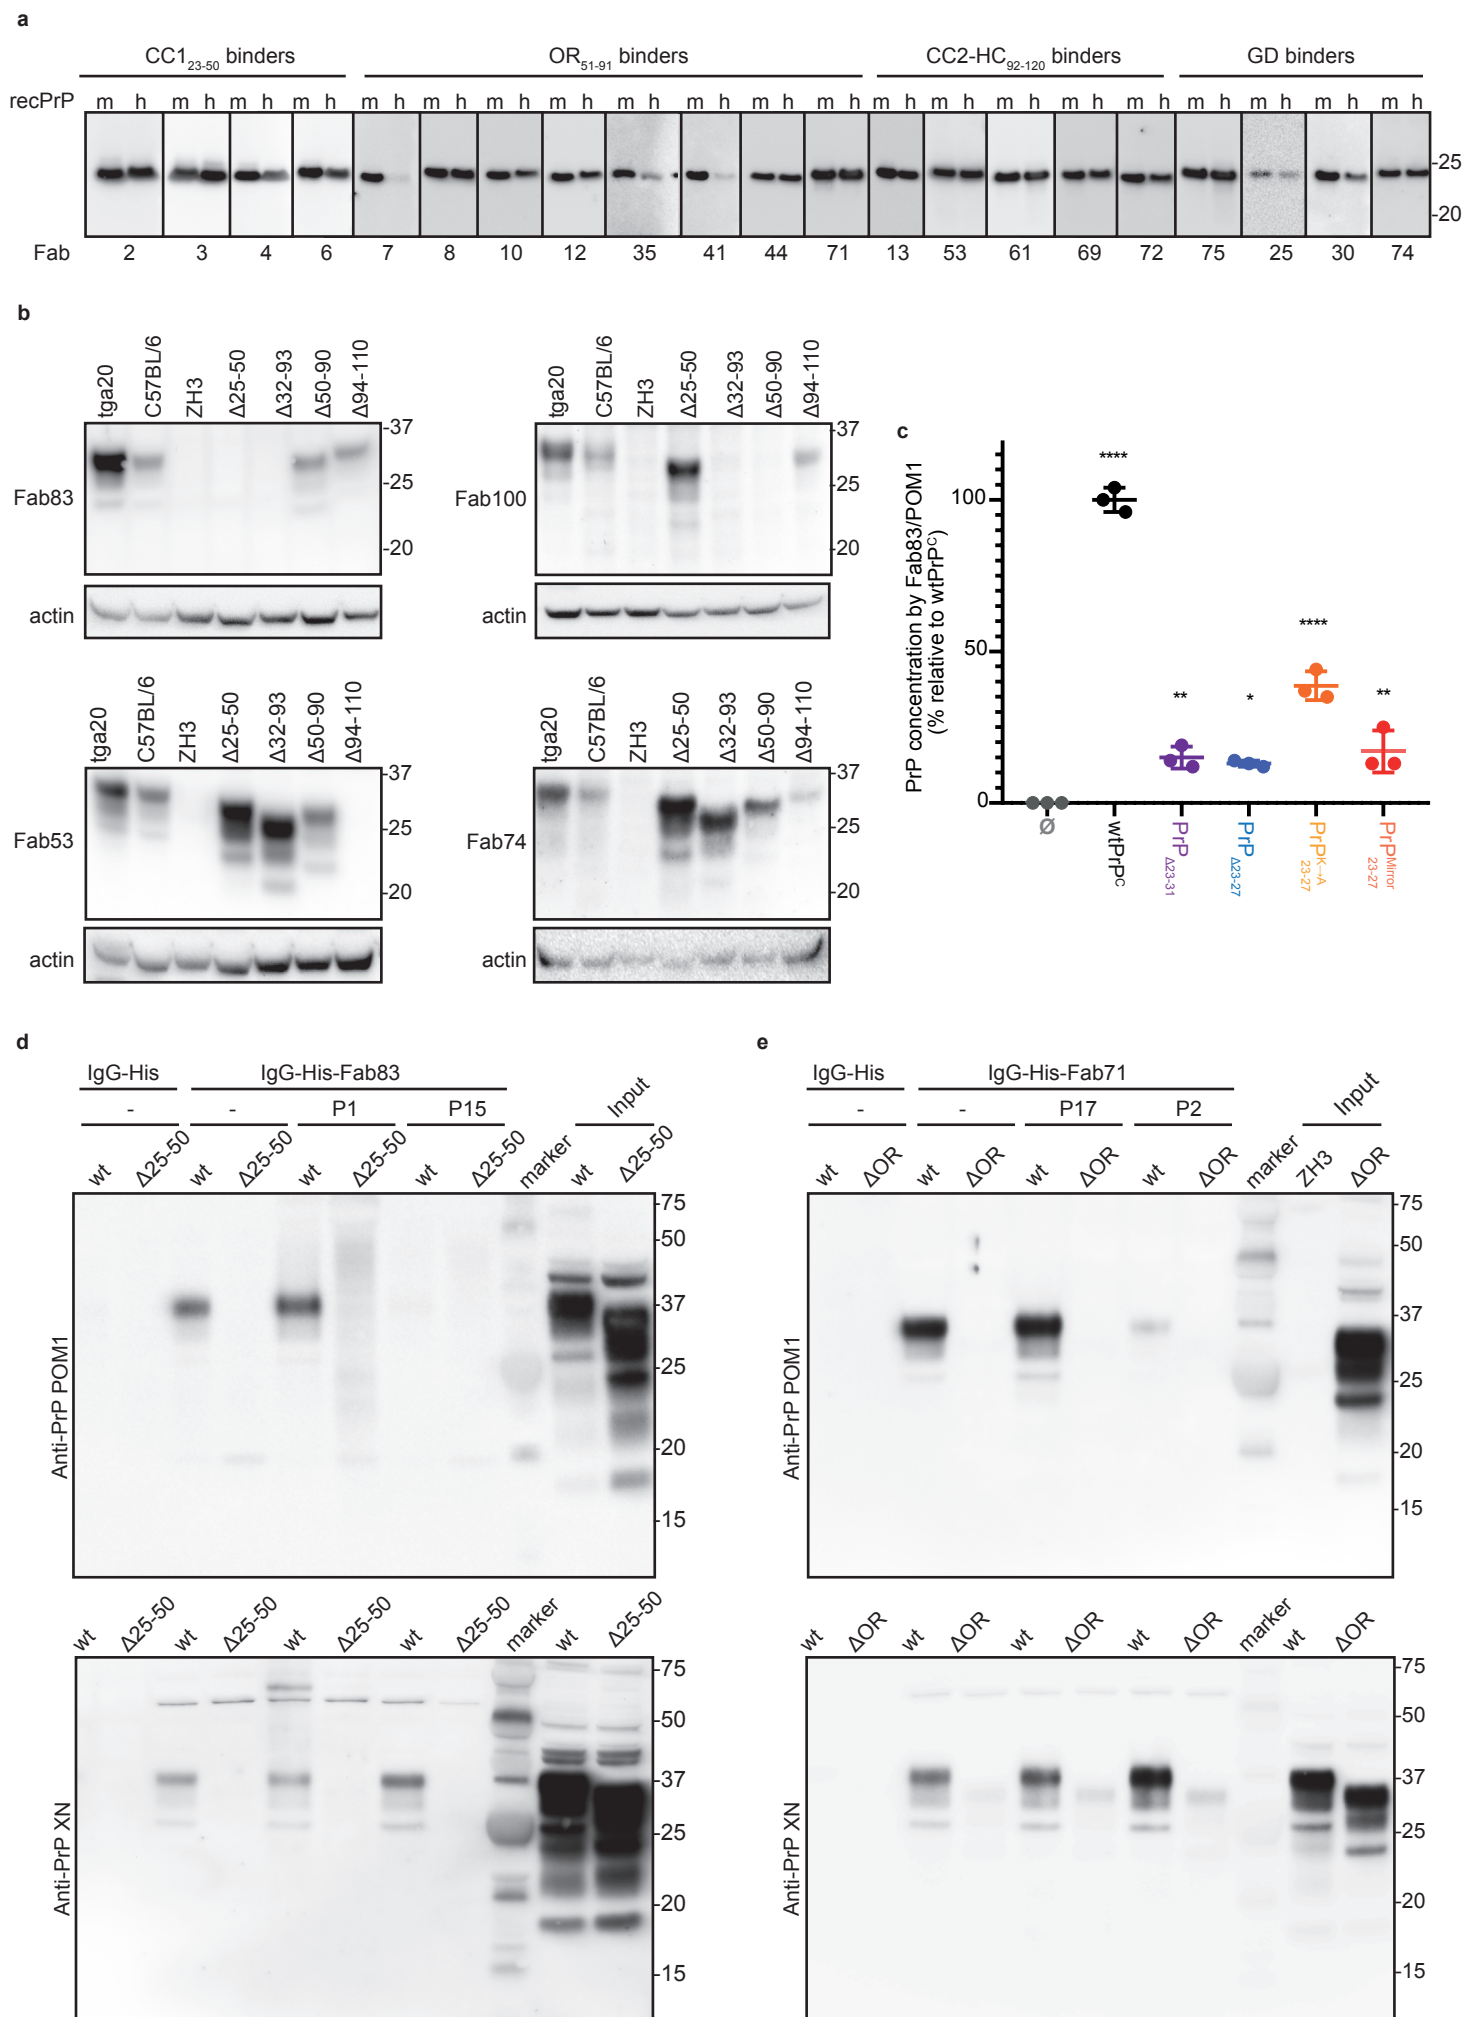 a
CC123-50 binders OR51-91 binders CC2-HC92-120 binders GD binders
recPrP m h m h m h m h m h m h m h m h m h m h m h m h m h m h m h m h m h m h m h m h m h
-25
-20
Fab 2 3 4 6 7 8 10 12 35 41 44 71 13 53 61 69 72 75 25 30 74
b
tga20 C57BL/6 ZH3 Δ25-50 Δ32-93 Δ50-90 Δ94-110
Fab83
-37
-25
-20
actin
tga20 C57BL/6 ZH3 Δ25-50 Δ32-93 Δ50-90 Δ94-110
Fab100
-37
-25
-20
actin
tga20 C57BL/6 ZH3 Δ25-50 Δ32-93 Δ50-90 Δ94-110
Fab53
-37
-25
-20
actin
tga20 C57BL/6 ZH3 Δ25-50 Δ32-93 Δ50-90 Δ94-110
Fab74
-37
-25
-20
actin
c
PrP concentration by Fab83/POM1
(% relative to wtPrPC)
100
50
0
**** ** * **** **
Ø wtPrPC PrPΔ23-31 PrPΔ23-27 PrPK→A23-27 PrPMirror23-27
d
IgG-His IgG-His-Fab83 Input
- - P1 P15
wt Δ25-50 wt Δ25-50 wt Δ25-50 wt Δ25-50 marker wt Δ25-50
Anti-PrP POM1
-75
-50
-37
-25
-20
-15
wt Δ25-50 wt Δ25-50 wt Δ25-50 wt Δ25-50 marker wt Δ25-50
Anti-PrP XN
-75
-50
-37
-25
-20
-15
e
IgG-His IgG-His-Fab71 Input
- - P17 P2
wt ΔOR wt ΔOR wt ΔOR wt ΔOR marker ZH3 ΔOR
Anti-PrP POM1
-75
-50
-37
-25
-20
-15
wt ΔOR wt ΔOR wt ΔOR wt ΔOR marker wt ΔOR
Anti-PrP XN
-75
-50
-37
-25
-20
-15